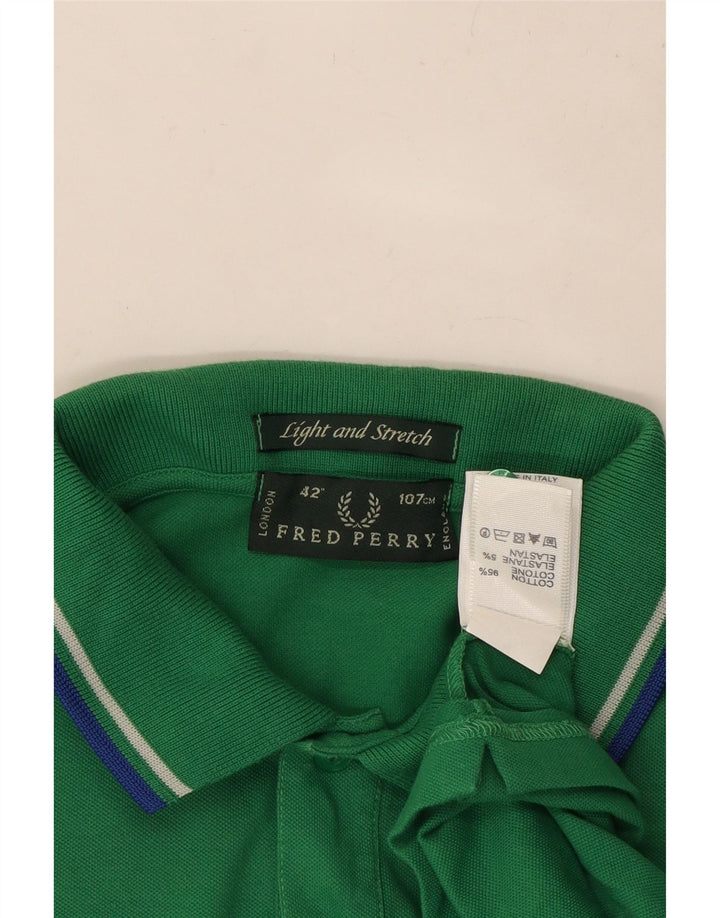 Light and Stretch
42" 107CM
LONDON
ENGLAND
FRED PERRY
E IN ITALY
95% COTTON
COTONE
5% ELASTANE
ELASTAN